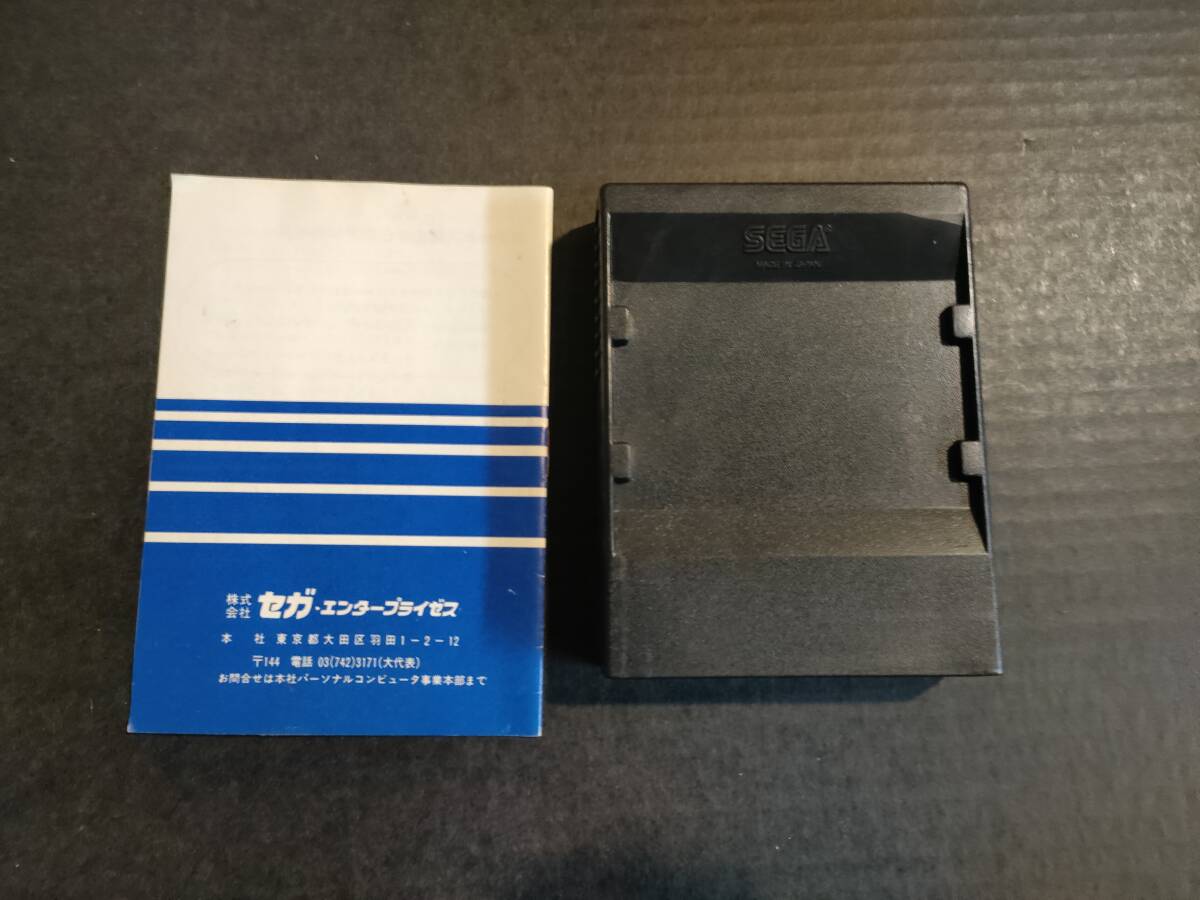 株式会社 セガ・エンタープライゼス
本　社 東京都大田区羽田1-2-12
〒144 電話 03(742)3171(大代表)
お問合せは本社パーソナルコンピュータ事業本部まで
SEGA®
MADE IN JAPAN